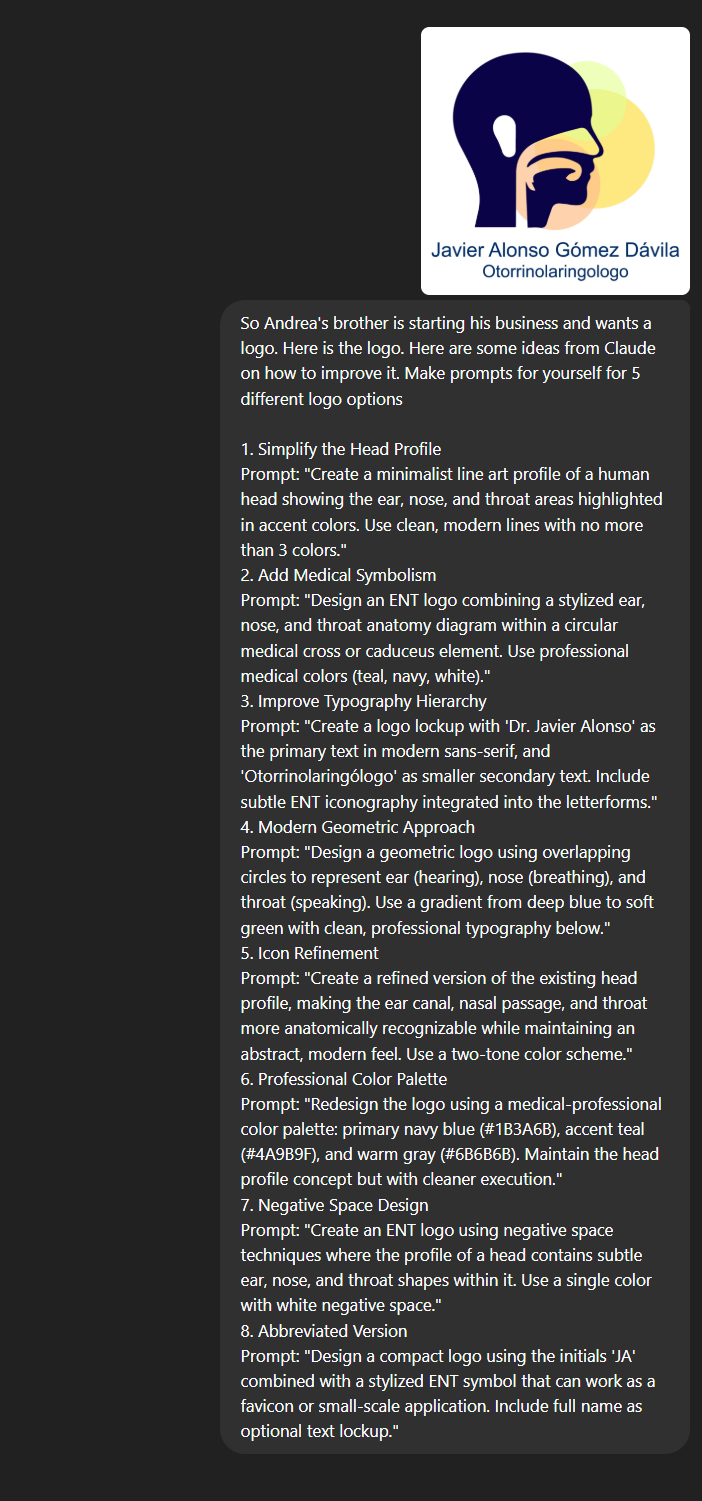 Javier Alonso Gómez Dávila
Otorrinolaringologo
So Andrea's brother is starting his business and wants a
logo. Here is the logo. Here are some ideas from Claude
on how to improve it. Make prompts for yourself for 5
different logo options
1. Simplify the Head Profile
Prompt: "Create a minimalist line art profile of a human
head showing the ear, nose, and throat areas highlighted
in accent colors. Use clean, modern lines with no more
than 3 colors."
2. Add Medical Symbolism
Prompt: "Design an ENT logo combining a stylized ear,
nose, and throat anatomy diagram within a circular
medical cross or caduceus element. Use professional
medical colors (teal, navy, white)."
3. Improve Typography Hierarchy
Prompt: "Create a logo lockup with 'Dr. Javier Alonso' as
the primary text in modern sans-serif, and
'Otorrinolaringólogo' as smaller secondary text. Include
subtle ENT iconography integrated into the letterforms."
4. Modern Geometric Approach
Prompt: "Design a geometric logo using overlapping
circles to represent ear (hearing), nose (breathing), and
throat (speaking). Use a gradient from deep blue to soft
green with clean, professional typography below."
5. Icon Refinement
Prompt: "Create a refined version of the existing head
profile, making the ear canal, nasal passage, and throat
more anatomically recognizable while maintaining an
abstract, modern feel. Use a two-tone color scheme."
6. Professional Color Palette
Prompt: "Redesign the logo using a medical-professional
color palette: primary navy blue (#1B3A6B), accent teal
(#4A9B9F), and warm gray (#6B6B6B). Maintain the head
profile concept but with cleaner execution."
7. Negative Space Design
Prompt: "Create an ENT logo using negative space
techniques where the profile of a head contains subtle
ear, nose, and throat shapes within it. Use a single color
with white negative space."
8. Abbreviated Version
Prompt: "Design a compact logo using the initials 'JA'
combined with a stylized ENT symbol that can work as a
favicon or small-scale application. Include full name as
optional text lockup."